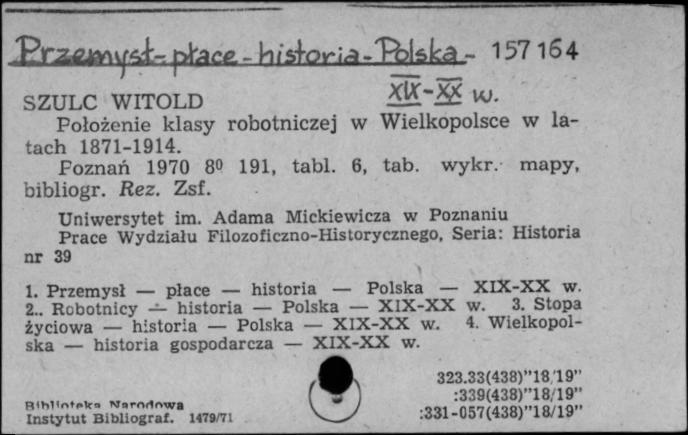 Przemysł-płace-historia-Polska- 157164
XIX-XX w.
SZULC WITOLD
Położenie klasy robotniczej w Wielkopolsce w la-
tach 1871-1914.
Poznań 1970 8⁰ 191, tabl. 6, tab. wykr. mapy,
bibliogr. Rez. Zsf.
Uniwersytet im. Adama Mickiewicza w Poznaniu
Prace Wydziału Filozoficzno-Historycznego, Seria: Historia
nr 39
1. Przemysł — płace — historia — Polska — XIX-XX w.
2.. Robotnicy — historia — Polska — XIX-XX w. 3. Stopa
życiowa — historia — Polska — XIX-XX w. 4. Wielkopol-
ska — historia gospodarcza — XIX-XX w.
323.33(438)"18/19"
:339(438)"18/19"
:331-057(438)"18/19"
Biblioteka Narodowa
Instytut Bibliograf. 1479/71